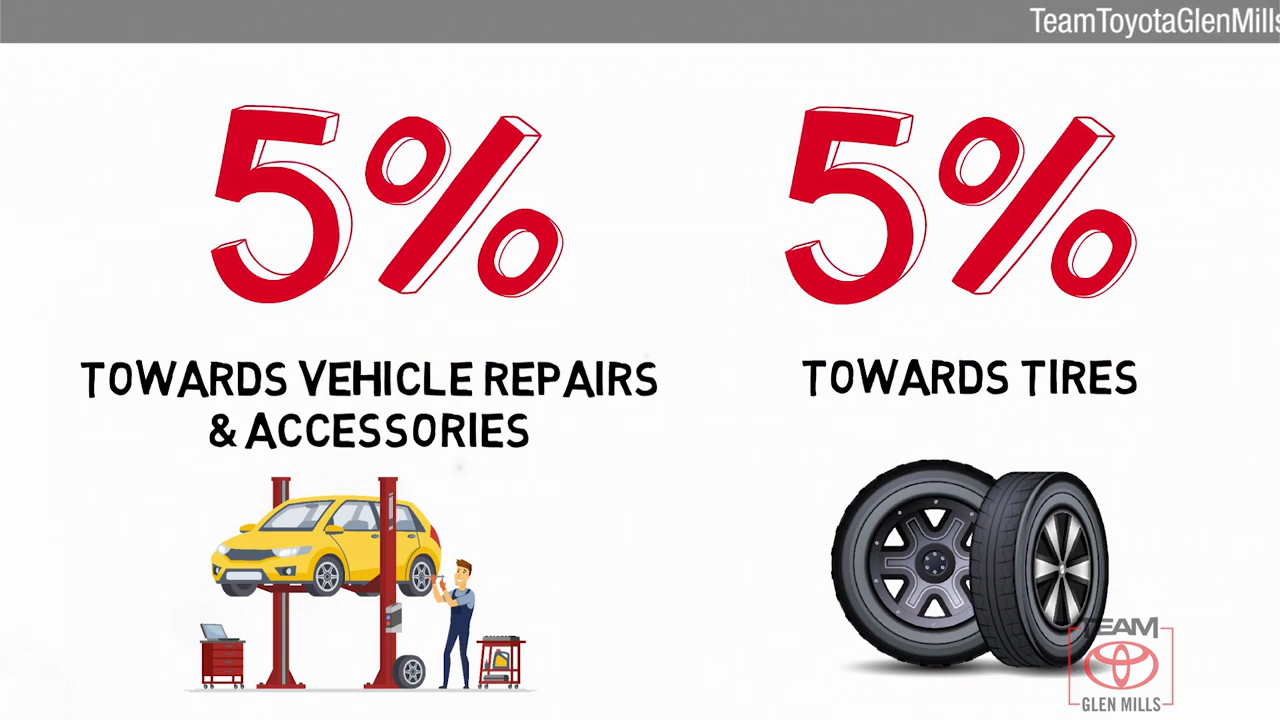 TeamToyotaGlenMills
5%
5%
TOWARDS VEHICLE REPAIRS
& ACCESSORIES
TOWARDS TIRES
TEAM
GLEN MILLS